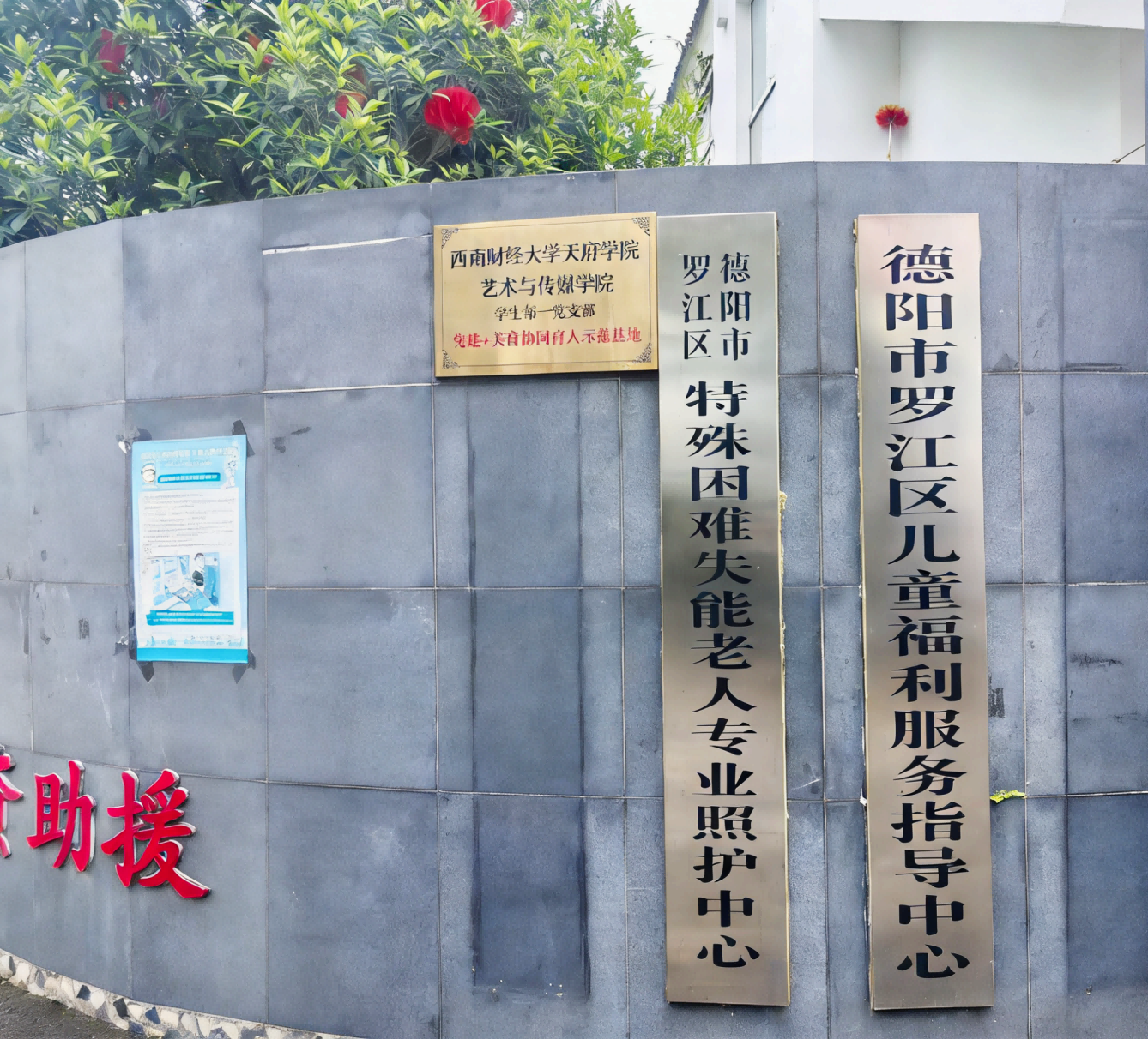 西南财经大学天府学院
艺术与传媒学院
学生第一党支部
党建+美育协同育人示范基地
德阳市
罗江区
特殊困难失能老人专业照护中心
德阳市罗江区儿童福利服务指导中心
助援